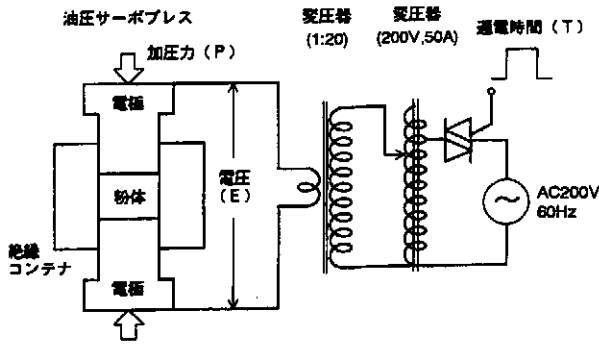 油圧サーボプレス
加圧力（P）
電極
粉体
絶縁
コンテナ
電極
電圧
（E）
変圧器
(1:20)
変圧器
(200V,50A)
通電時間（T）
AC200V
60Hz